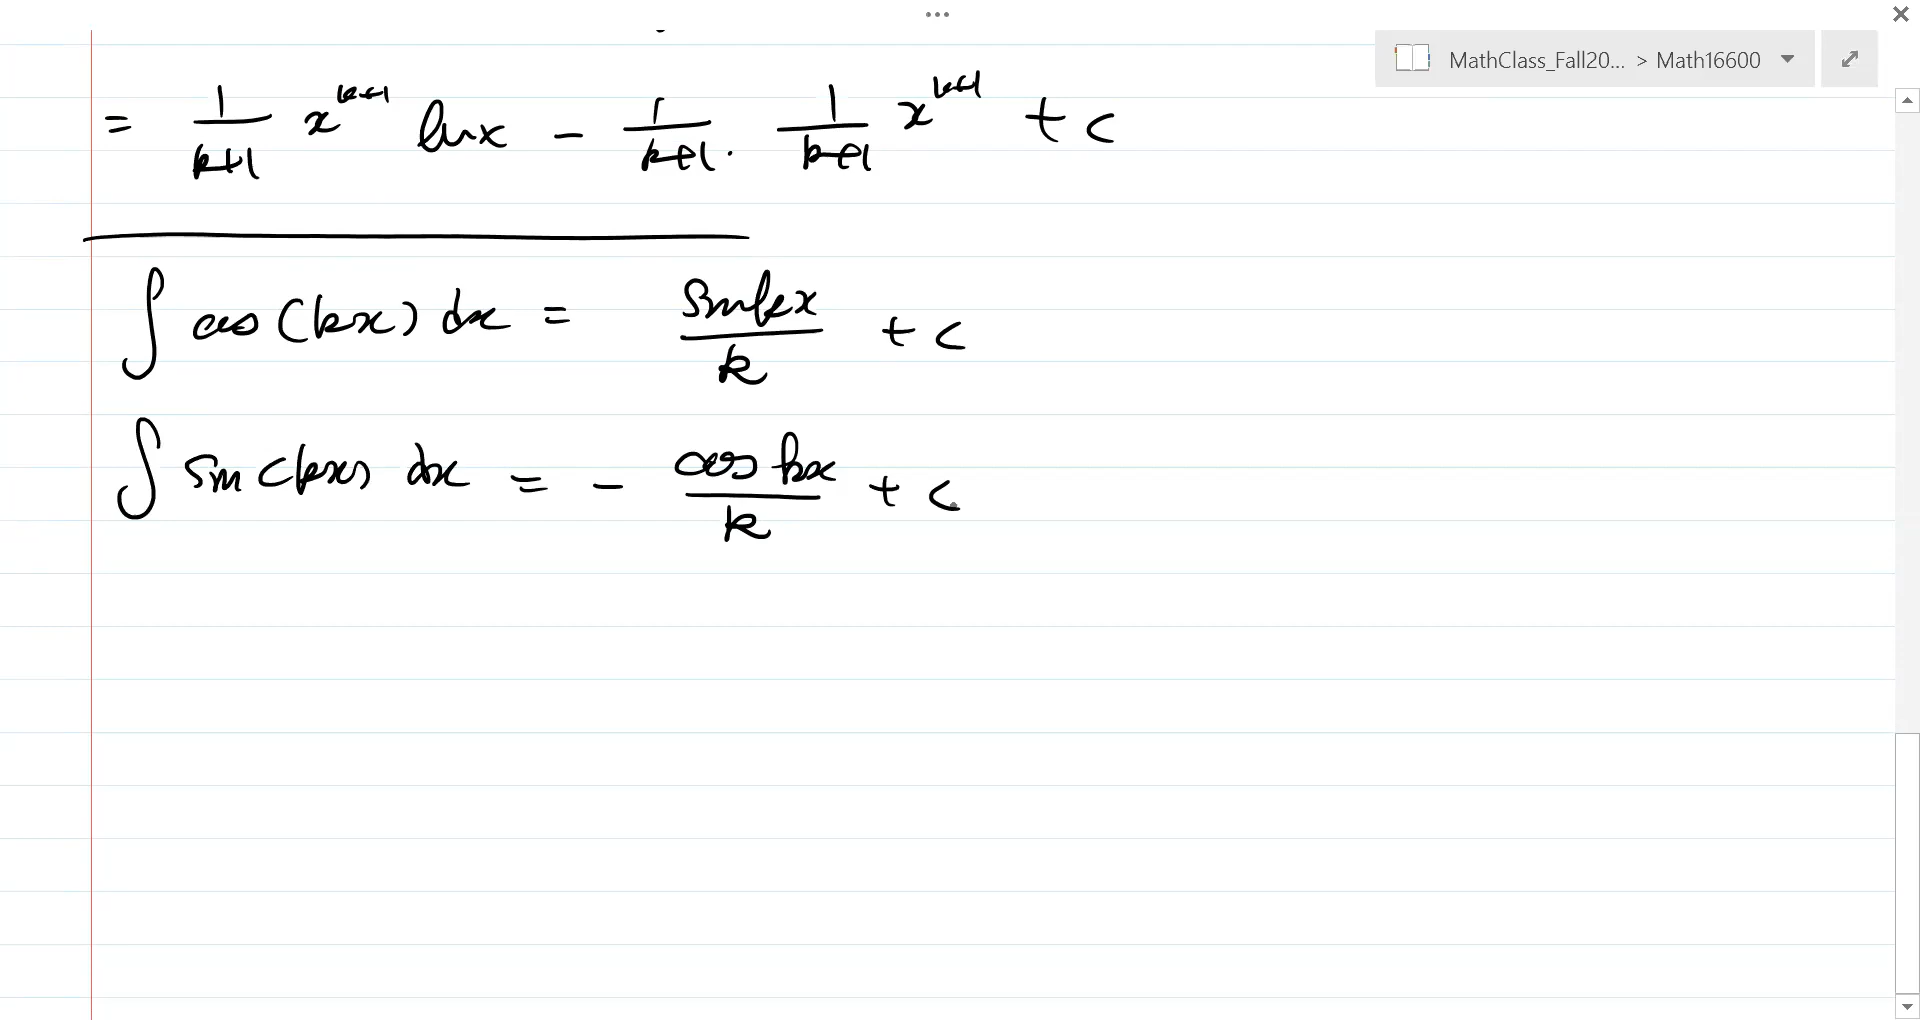 MathClass_Fall20... > Math16600
= 1/(k+1) x^(k+1) ln x - 1/(k+1) · 1/(k+1) x^(k+1) + c
∫ cos(kx) dx = sin kx / k + c
∫ sin(kx) dx = - cos kx / k + c